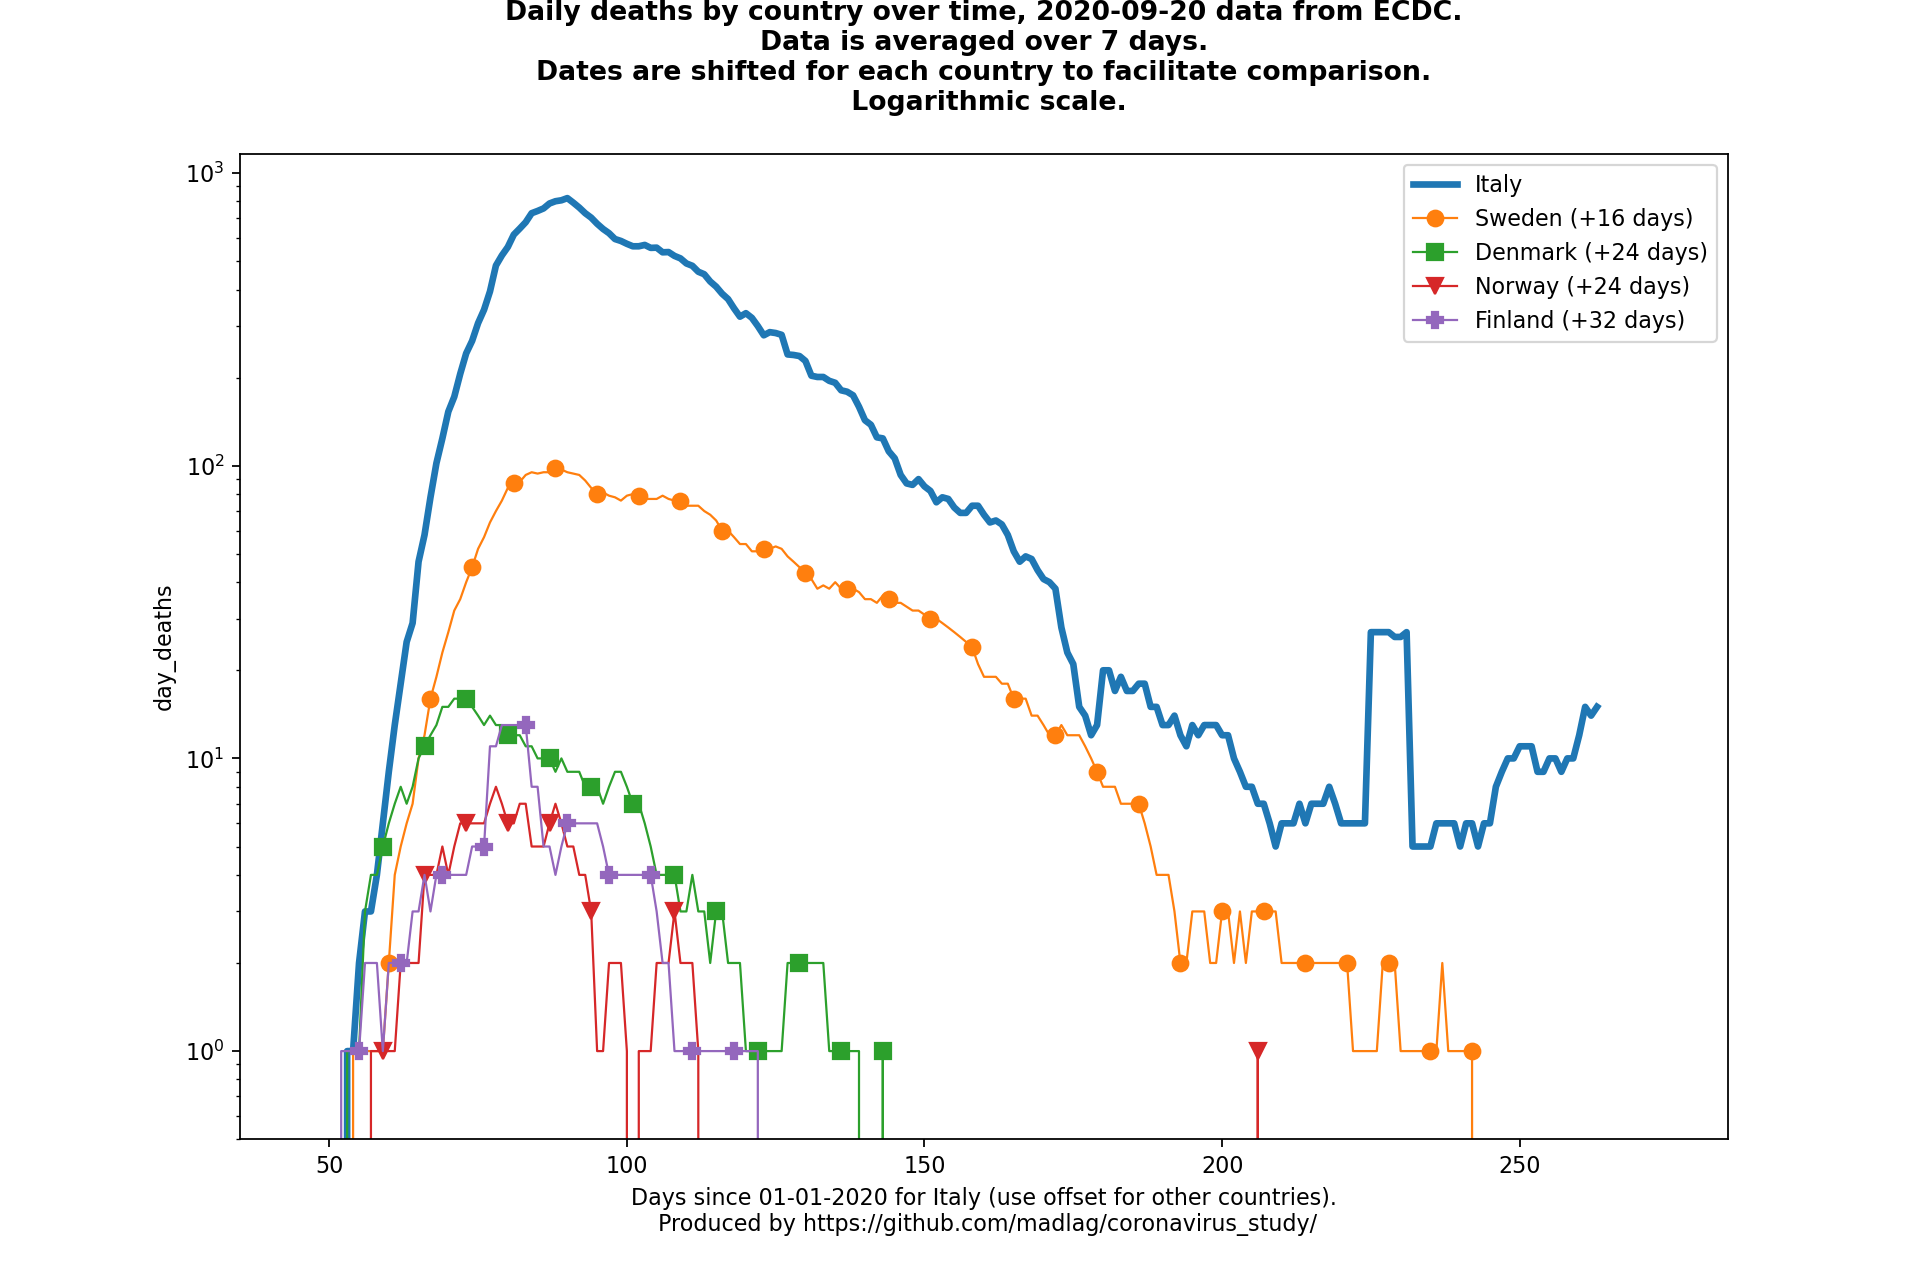 Daily deaths by country over time, 2020-09-20 data from ECDC.
Data is averaged over 7 days.
Dates are shifted for each country to facilitate comparison.
Logarithmic scale.
10³
10²
10¹
10⁰
day_deaths
Italy
Sweden (+16 days)
Denmark (+24 days)
Norway (+24 days)
Finland (+32 days)
50
100
150
200
250
Days since 01-01-2020 for Italy (use offset for other countries).
Produced by https://github.com/madlag/coronavirus_study/